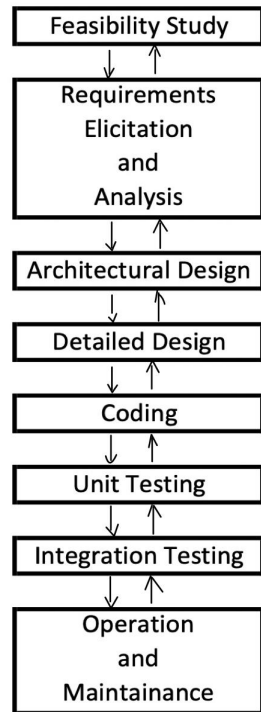 Feasibility Study
Requirements
Elicitation
and
Analysis
Architectural Design
Detailed Design
Coding
Unit Testing
Integration Testing
Operation
and
Maintainance